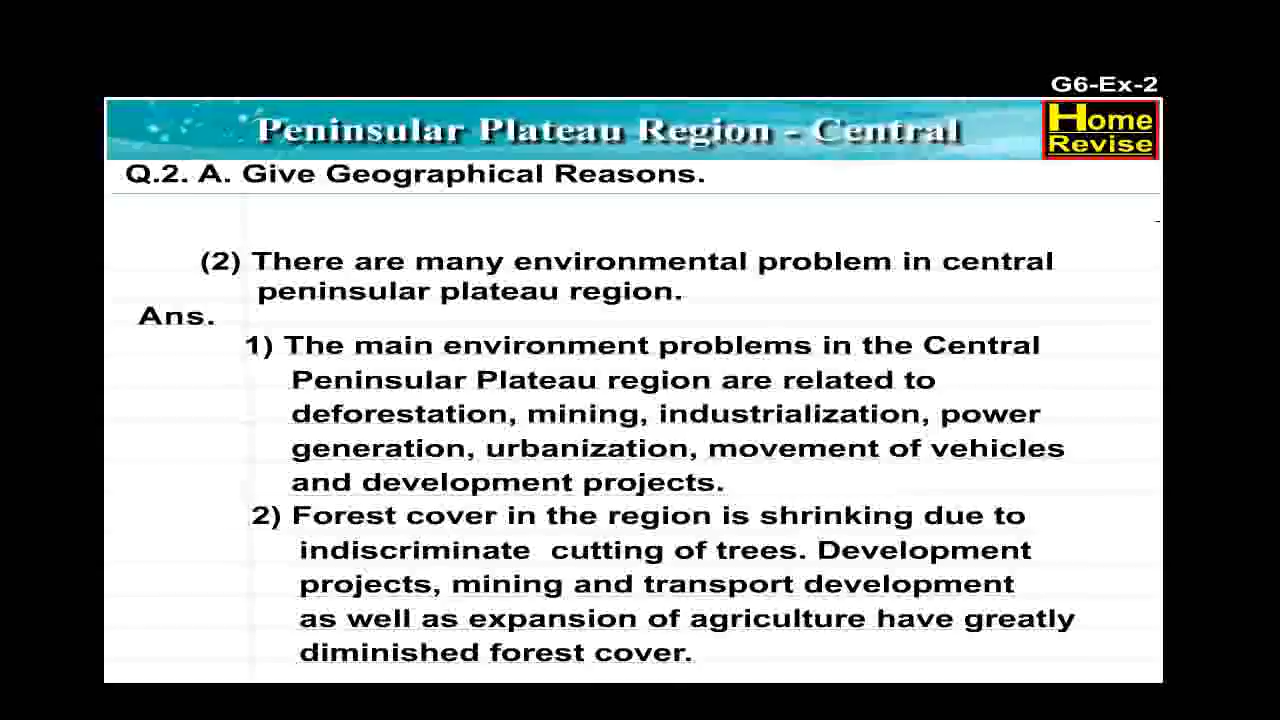 G6-Ex-2
Peninsular Plateau Region - Central
Home
Revise
Q.2. A. Give Geographical Reasons.
(2) There are many environmental problem in central
peninsular plateau region.
Ans.
1) The main environment problems in the Central
Peninsular Plateau region are related to
deforestation, mining, industrialization, power
generation, urbanization, movement of vehicles
and development projects.
2) Forest cover in the region is shrinking due to
indiscriminate cutting of trees. Development
projects, mining and transport development
as well as expansion of agriculture have greatly
diminished forest cover.